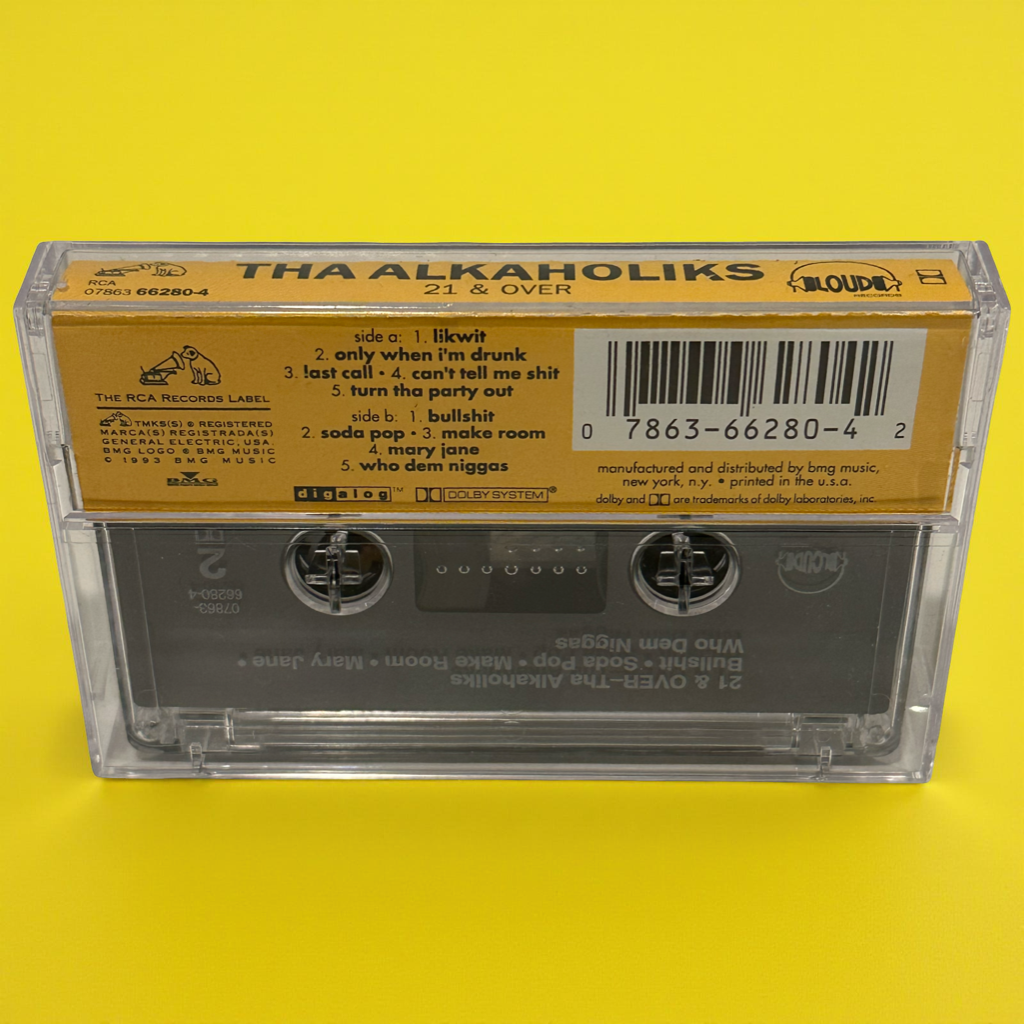 RCA
07863 66280-4
THA ALKAHOLIKS
21 & OVER
LOUD
RECORDS
THE RCA RECORDS LABEL
TMKS(S) ® REGISTERED
MARCA(S) REGISTRADA(S)
GENERAL ELECTRIC, USA.
BMG LOGO ® BMG MUSIC
© 1993 BMG MUSIC
BMG
side a: 1. likwit
2. only when i'm drunk
3. last call • 4. can't tell me shit
5. turn tha party out
side b: 1. bullshit
2. soda pop • 3. make room
4. mary jane
5. who dem niggas
digalog™ DOLBY SYSTEM®
0 7863-66280-4 2
manufactured and distributed by bmg music,
new york, n.y. • printed in the u.s.a.
dolby and are trademarks of dolby laboratories, inc.
21 & OVER–Tha Alkaholiks
Bullshit • Soda Pop • Make Room • Mary Jane •
Who Dem Niggas
07863-
66280-4
2
LOUD